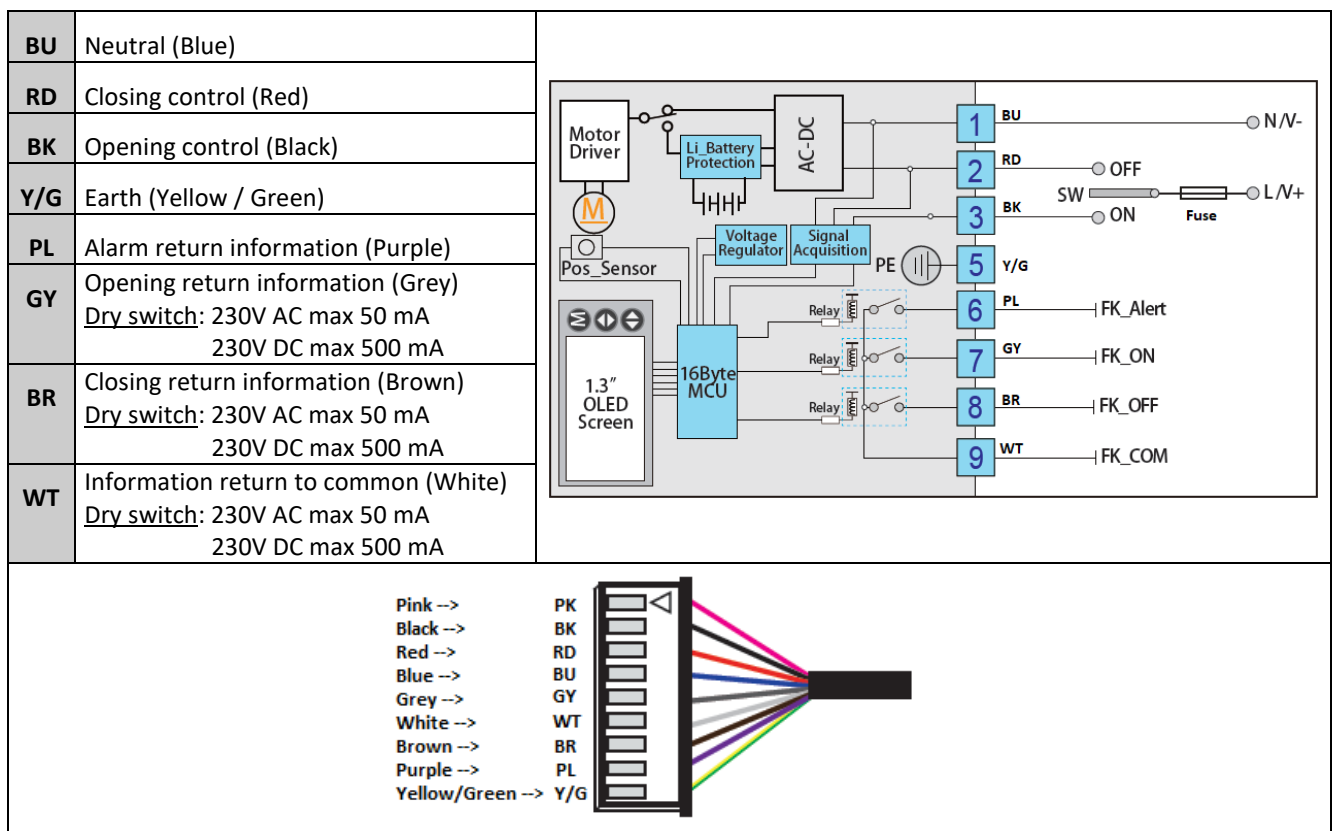 BU Neutral (Blue)
RD Closing control (Red)
BK Opening control (Black)
Y/G Earth (Yellow / Green)
PL Alarm return information (Purple)
GY Opening return information (Grey)
Dry switch: 230V AC max 50 mA
230V DC max 500 mA
BR Closing return information (Brown)
Dry switch: 230V AC max 50 mA
230V DC max 500 mA
WT Information return to common (White)
Dry switch: 230V AC max 50 mA
230V DC max 500 mA
Motor
Driver
Li_Battery
Protection
AC-DC
M
Pos_Sensor
Voltage
Regulator
Signal
Acquisition
M
1.3″
OLED
Screen
16Byte
MCU
Relay
Relay
Relay
PE
1 BU N/V-
2 RD OFF
SW L/V+
Fuse
3 BK ON
5 Y/G
6 PL FK_Alert
7 GY FK_ON
8 BR FK_OFF
9 WT FK_COM
Pink --> PK
Black --> BK
Red --> RD
Blue --> BU
Grey --> GY
White --> WT
Brown --> BR
Purple --> PL
Yellow/Green --> Y/G